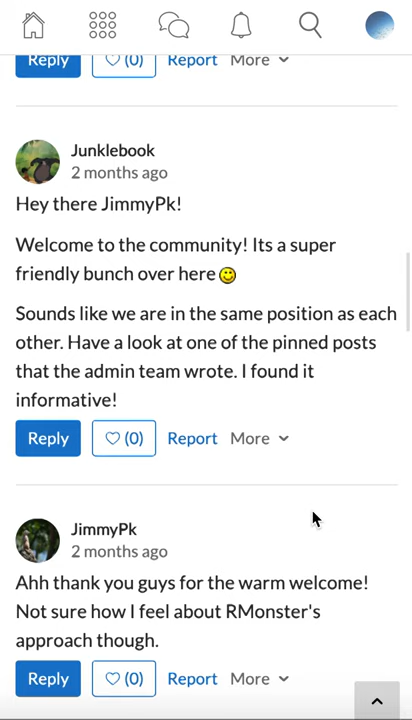 Reply ♡ (0) Report More
Junklebook
2 months ago
Hey there JimmyPk!
Welcome to the community! Its a super
friendly bunch over here
Sounds like we are in the same position as each
other. Have a look at one of the pinned posts
that the admin team wrote. I found it
informative!
Reply ♡ (0) Report More
JimmyPk
2 months ago
Ahh thank you guys for the warm welcome!
Not sure how I feel about RMonster's
approach though.
Reply ♡ (0) Report More